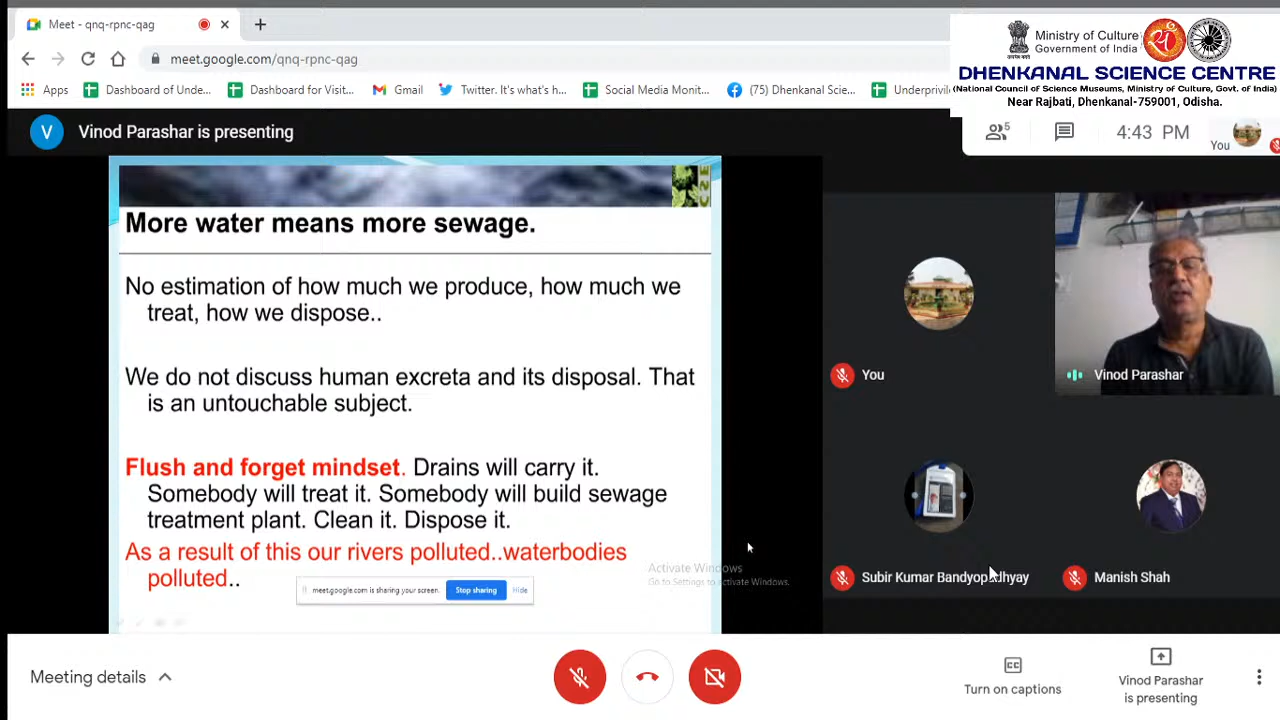 Meet - qnq-rpnc-qag
meet.google.com/qnq-rpnc-qag
Apps
Dashboard of Unde...
Dashboard for Visit...
Gmail
Twitter. It's what's h...
Social Media Monit...
(75) Dhenkanal Scie...
Underprivile
Ministry of Culture
Government of India
DHENKANAL SCIENCE CENTRE
(National Council of Science Museums, Ministry of Culture, Govt. of India)
Near Rajbati, Dhenkanal-759001, Odisha.
V
Vinod Parashar is presenting
5
4:43 PM
You
CSE
More water means more sewage.
No estimation of how much we produce, how much we
treat, how we dispose..
We do not discuss human excreta and its disposal. That
is an untouchable subject.
Flush and forget mindset. Drains will carry it.
Somebody will treat it. Somebody will build sewage
treatment plant. Clean it. Dispose it.
As a result of this our rivers polluted..waterbodies
polluted..
meet.google.com is sharing your screen.
Stop sharing
Hide
Activate Windows
Go to Settings to activate Windows.
You
Vinod Parashar
Subir Kumar Bandyopadhyay
Manish Shah
Meeting details
CC
Turn on captions
Vinod Parashar
is presenting